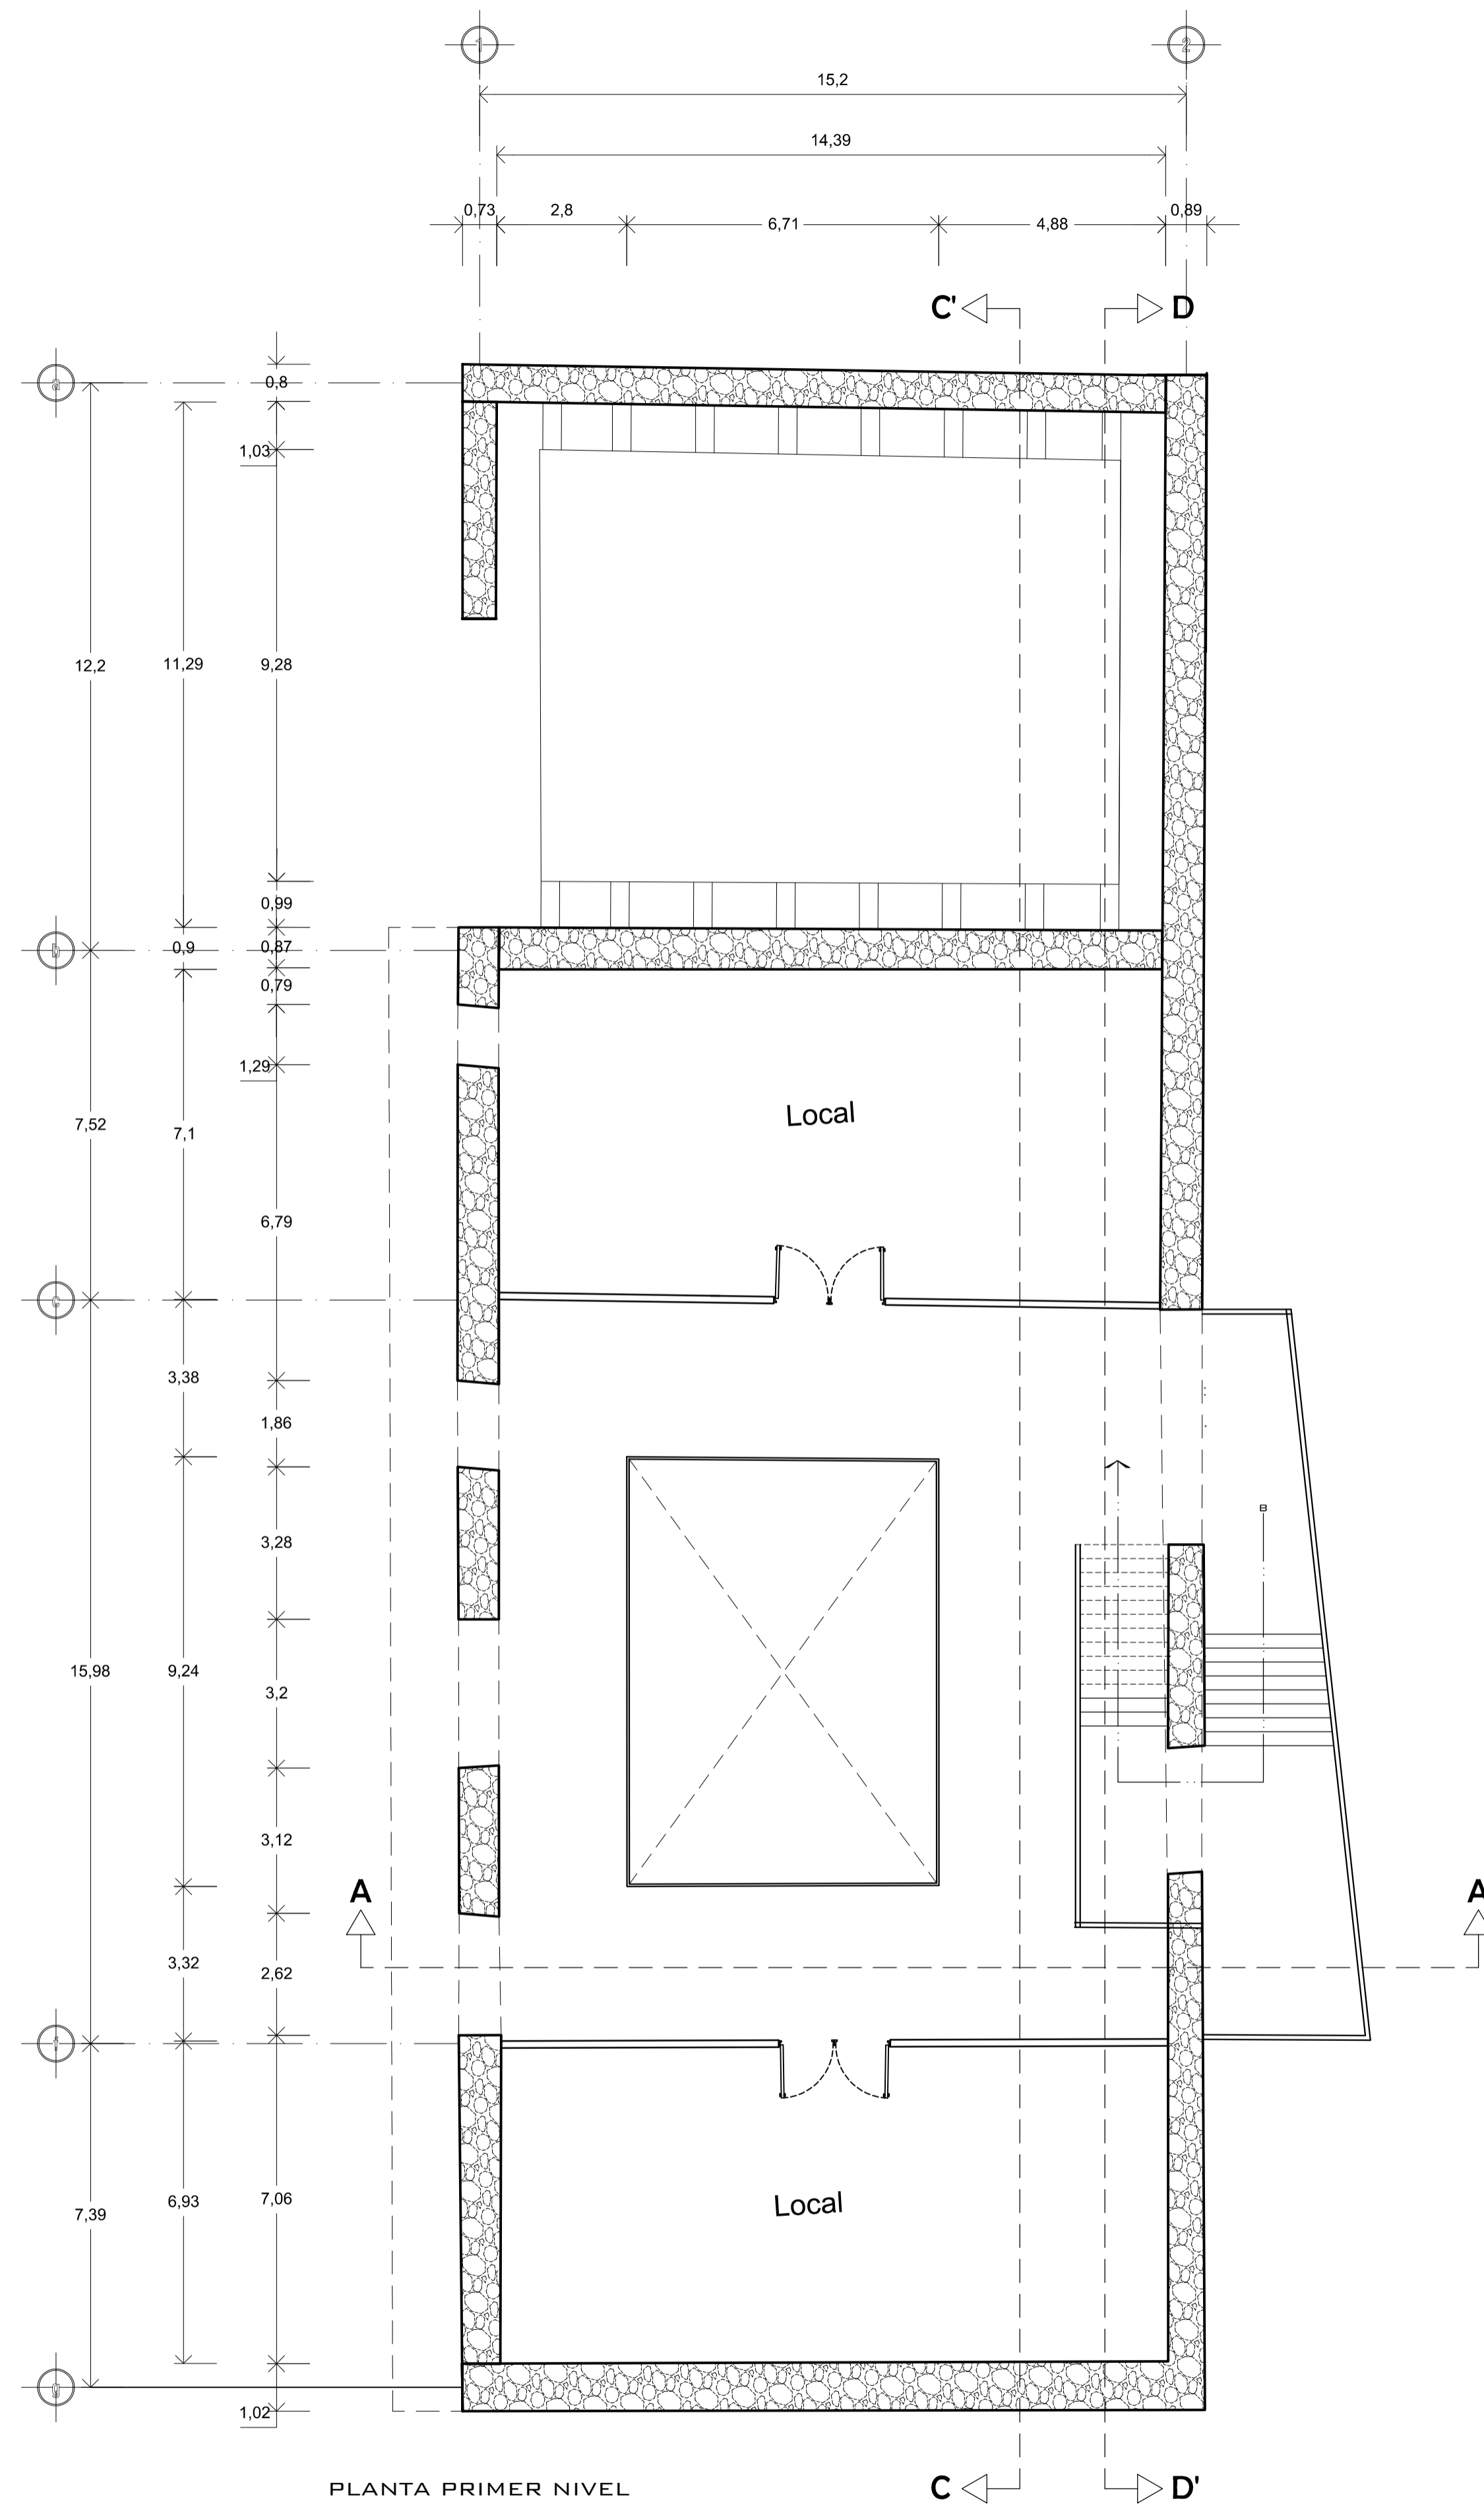 1
2
15,2
14,39
0,73
2,8
6,71
4,88
0,89
C'
D
a
0,8
1,03
12,2
11,29
9,28
0,99
b
0,9
0,87
0,79
1,29
Local
7,52
7,1
6,79
c
3,38
1,86
3,28
B
15,98
9,24
3,2
3,12
A
A
3,32
2,62
f
7,39
6,93
7,06
Local
g
1,02
PLANTA PRIMER NIVEL
C
D'